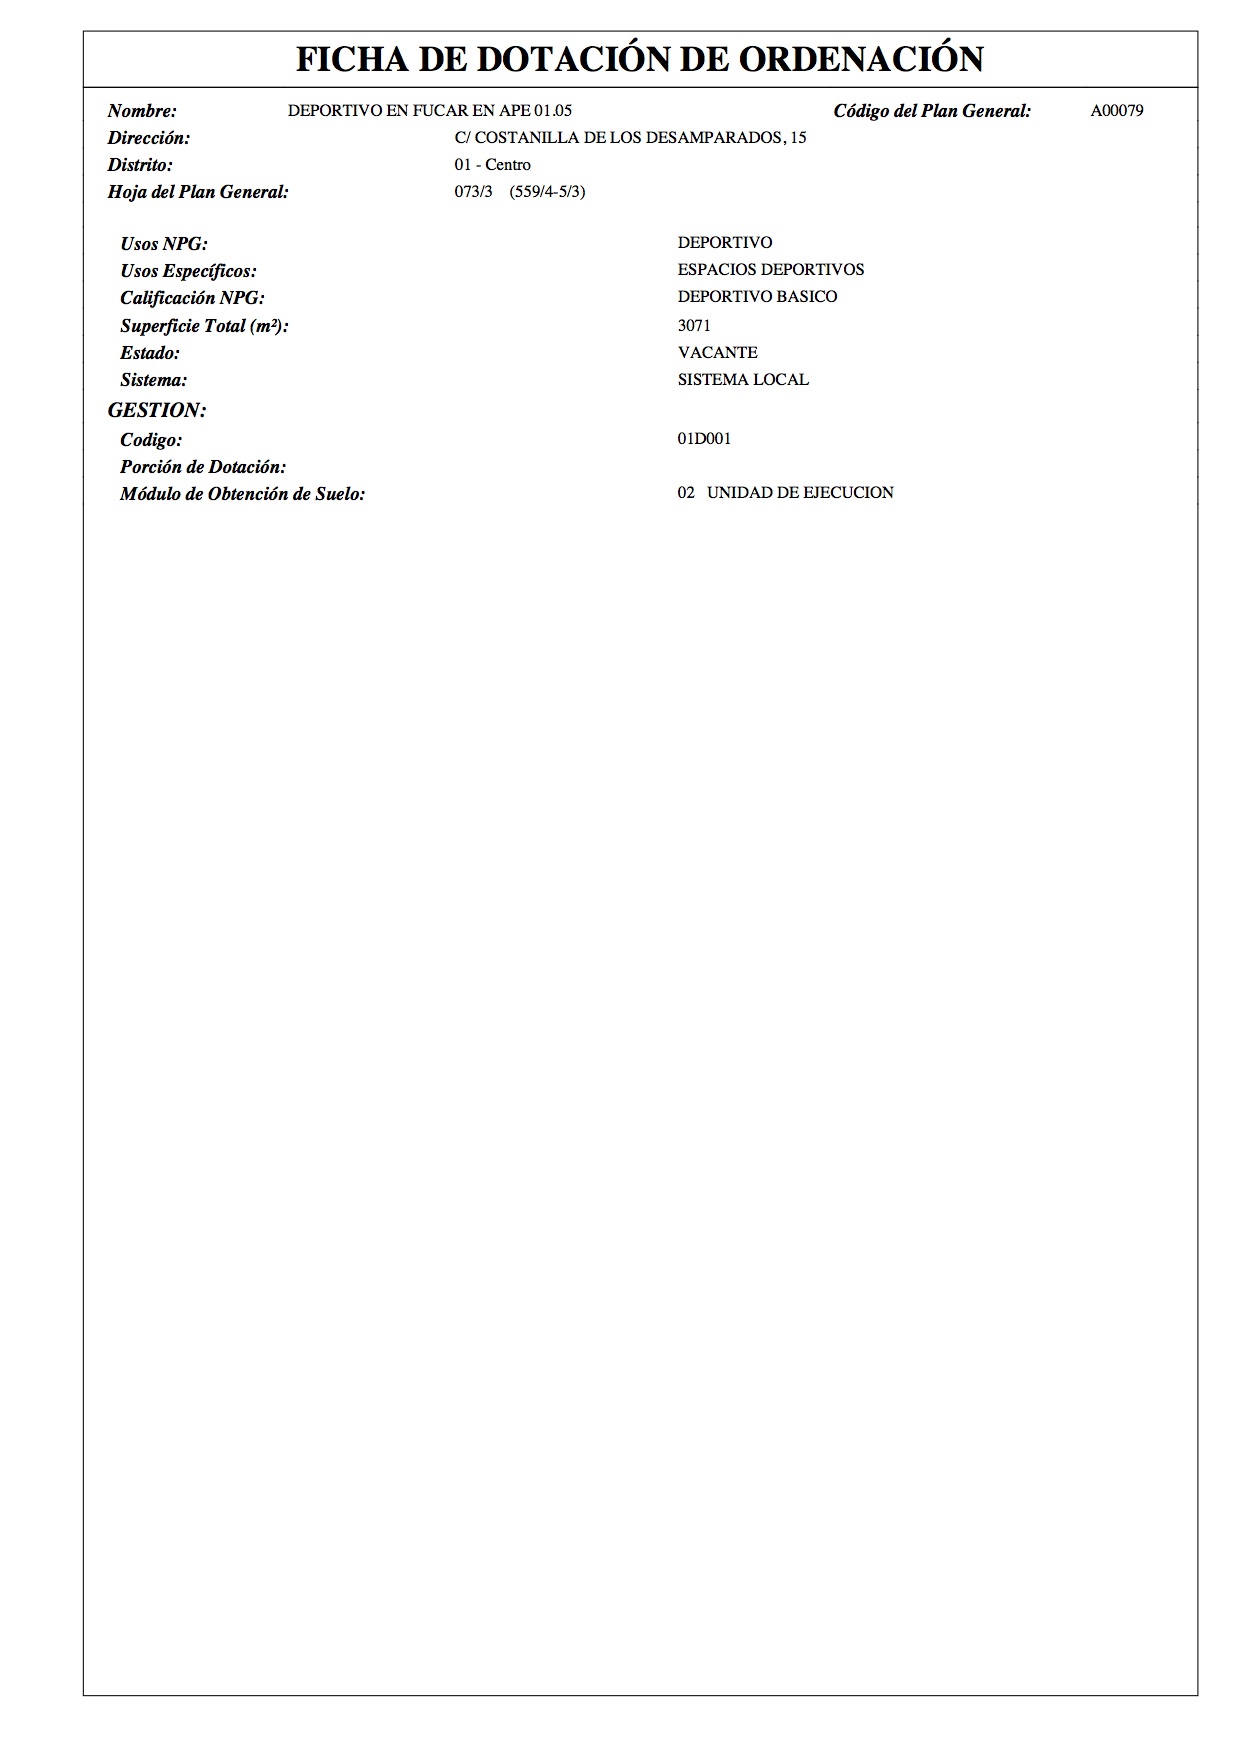 FICHA DE DOTACIÓN DE ORDENACIÓN
Nombre: DEPORTIVO EN FUCAR EN APE 01.05 Código del Plan General: A00079
Dirección: C/ COSTANILLA DE LOS DESAMPARADOS, 15
Distrito: 01 - Centro
Hoja del Plan General: 073/3 (559/4-5/3)
Usos NPG: DEPORTIVO
Usos Específicos: ESPACIOS DEPORTIVOS
Calificación NPG: DEPORTIVO BASICO
Superficie Total (m²): 3071
Estado: VACANTE
Sistema: SISTEMA LOCAL
GESTION:
Codigo: 01D001
Porción de Dotación:
Módulo de Obtención de Suelo: 02 UNIDAD DE EJECUCION